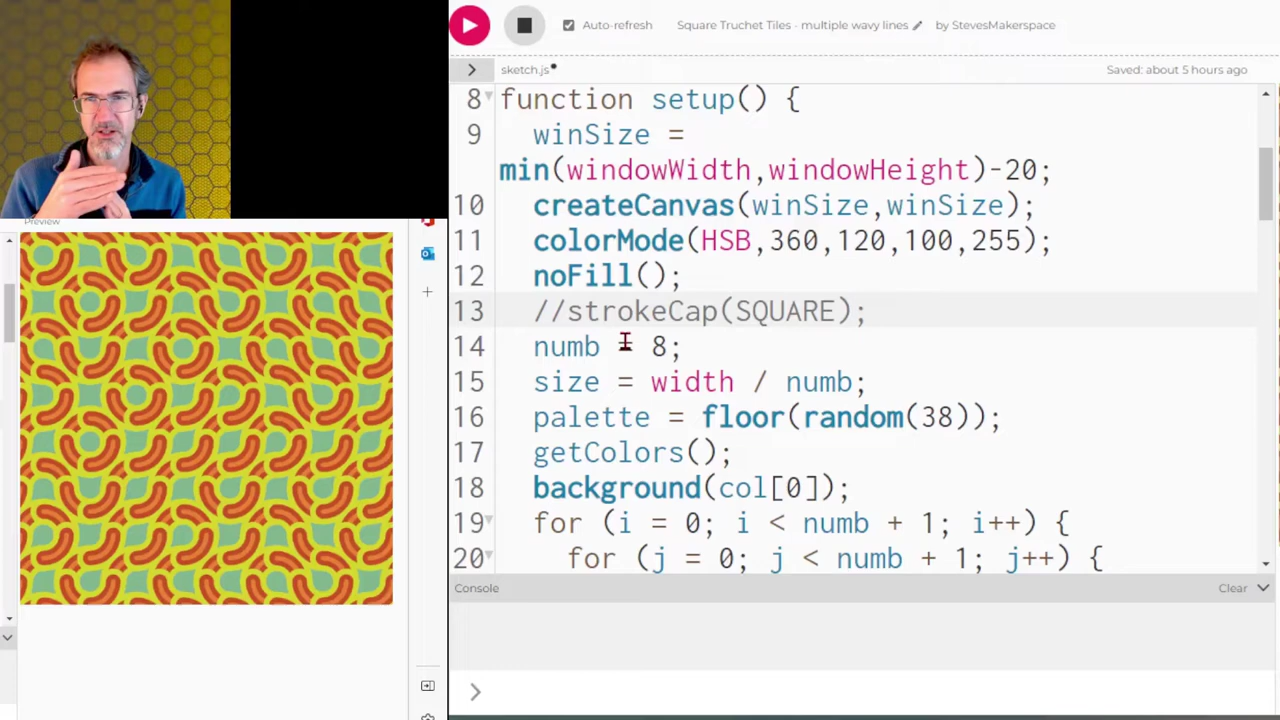 Auto-refresh
Square Truchet Tiles - multiple wavy lines
by StevesMakerspace
sketch.js
Saved: about 5 hours ago
Preview
8 function setup() {
9 winSize =
min(windowWidth,windowHeight)-20;
10 createCanvas(winSize,winSize);
11 colorMode(HSB,360,120,100,255);
12 noFill();
13 //strokeCap(SQUARE);
14 numb = 8;
15 size = width / numb;
16 palette = floor(random(38));
17 getColors();
18 background(col[0]);
19 for (i = 0; i < numb + 1; i++) {
20 for (j = 0; j < numb + 1; j++) {
Console
Clear